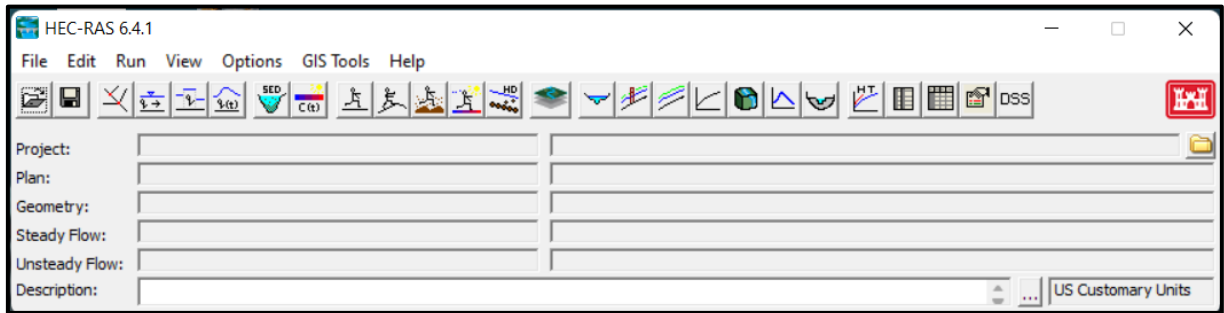 HEC-RAS 6.4.1
File Edit Run View Options GIS Tools Help
SED C(t) HD HT DSS
Project:
Plan:
Geometry:
Steady Flow:
Unsteady Flow:
Description: ... US Customary Units